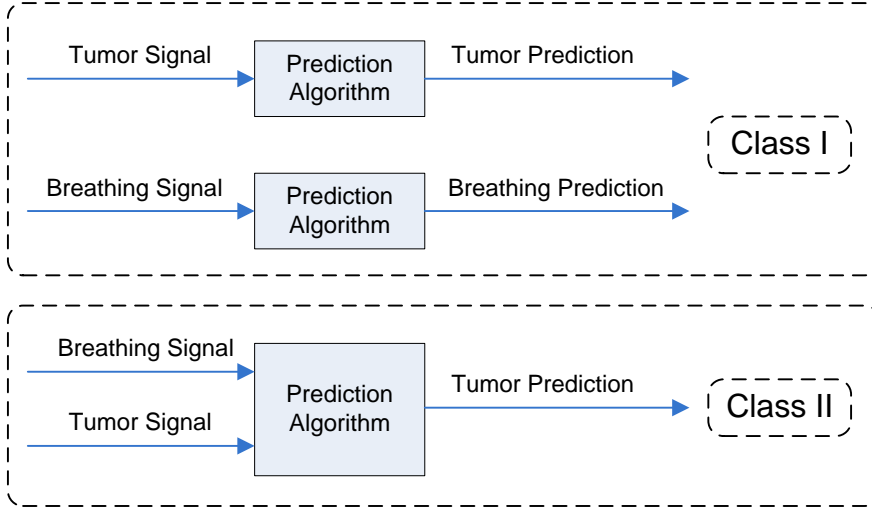 Tumor Signal
Prediction
Algorithm
Tumor Prediction
Class I
Breathing Signal
Prediction
Algorithm
Breathing Prediction
Breathing Signal
Tumor Signal
Prediction
Algorithm
Tumor Prediction
Class II